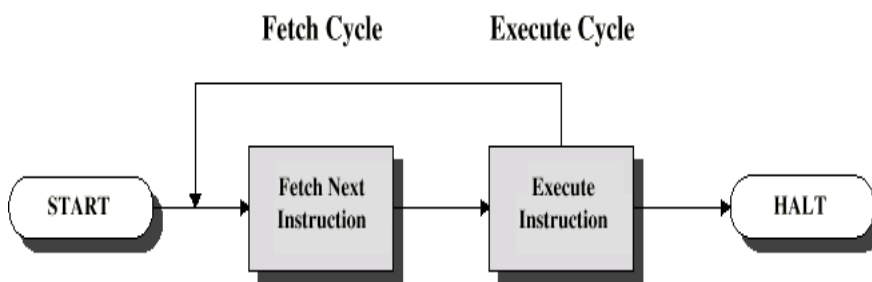 Fetch Cycle
Execute Cycle
START
Fetch Next
Instruction
Execute
Instruction
HALT